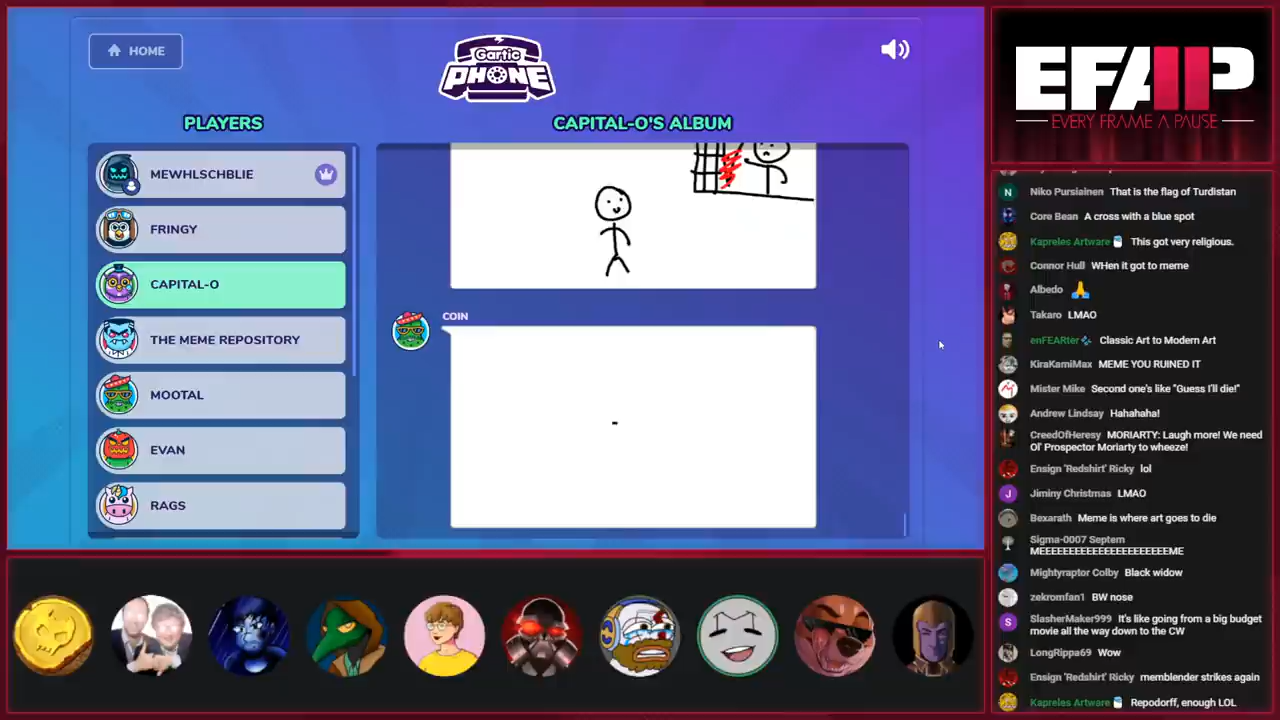 HOME
Gartic
PHONE
PLAYERS
MEWHLSCHBLIE
FRINGY
CAPITAL-O
THE MEME REPOSITORY
MOOTAL
EVAN
RAGS
CAPITAL-O'S ALBUM
COIN
EFAP
EVERY FRAME A PAUSE
Niko Pursiainen That is the flag of Turdistan
Core Bean A cross with a blue spot
Kapreles Artware This got very religious.
Connor Hull WHen it got to meme
Albedo 🙏
Takaro LMAO
enFEARter Classic Art to Modern Art
KiraKamiMax MEME YOU RUINED IT
Mister Mike Second one's like "Guess I'll die!"
Andrew Lindsay Hahahaha!
CreedOfHeresy MORIARTY: Laugh more! We need
Ol' Prospector Moriarty to wheeze!
Ensign 'Redshirt' Ricky lol
Jiminy Christmas LMAO
Bexarath Meme is where art goes to die
Sigma-0007 Septem
MEEEEEEEEEEEEEEEEEEEEEEME
Mightyraptor Colby Black widow
zekromfan1 BW nose
SlasherMaker999 It's like going from a big budget
movie all the way down to the CW
LongRippa69 Wow
Ensign 'Redshirt' Ricky memblender strikes again
Kapreles Artware Repodorff, enough LOL